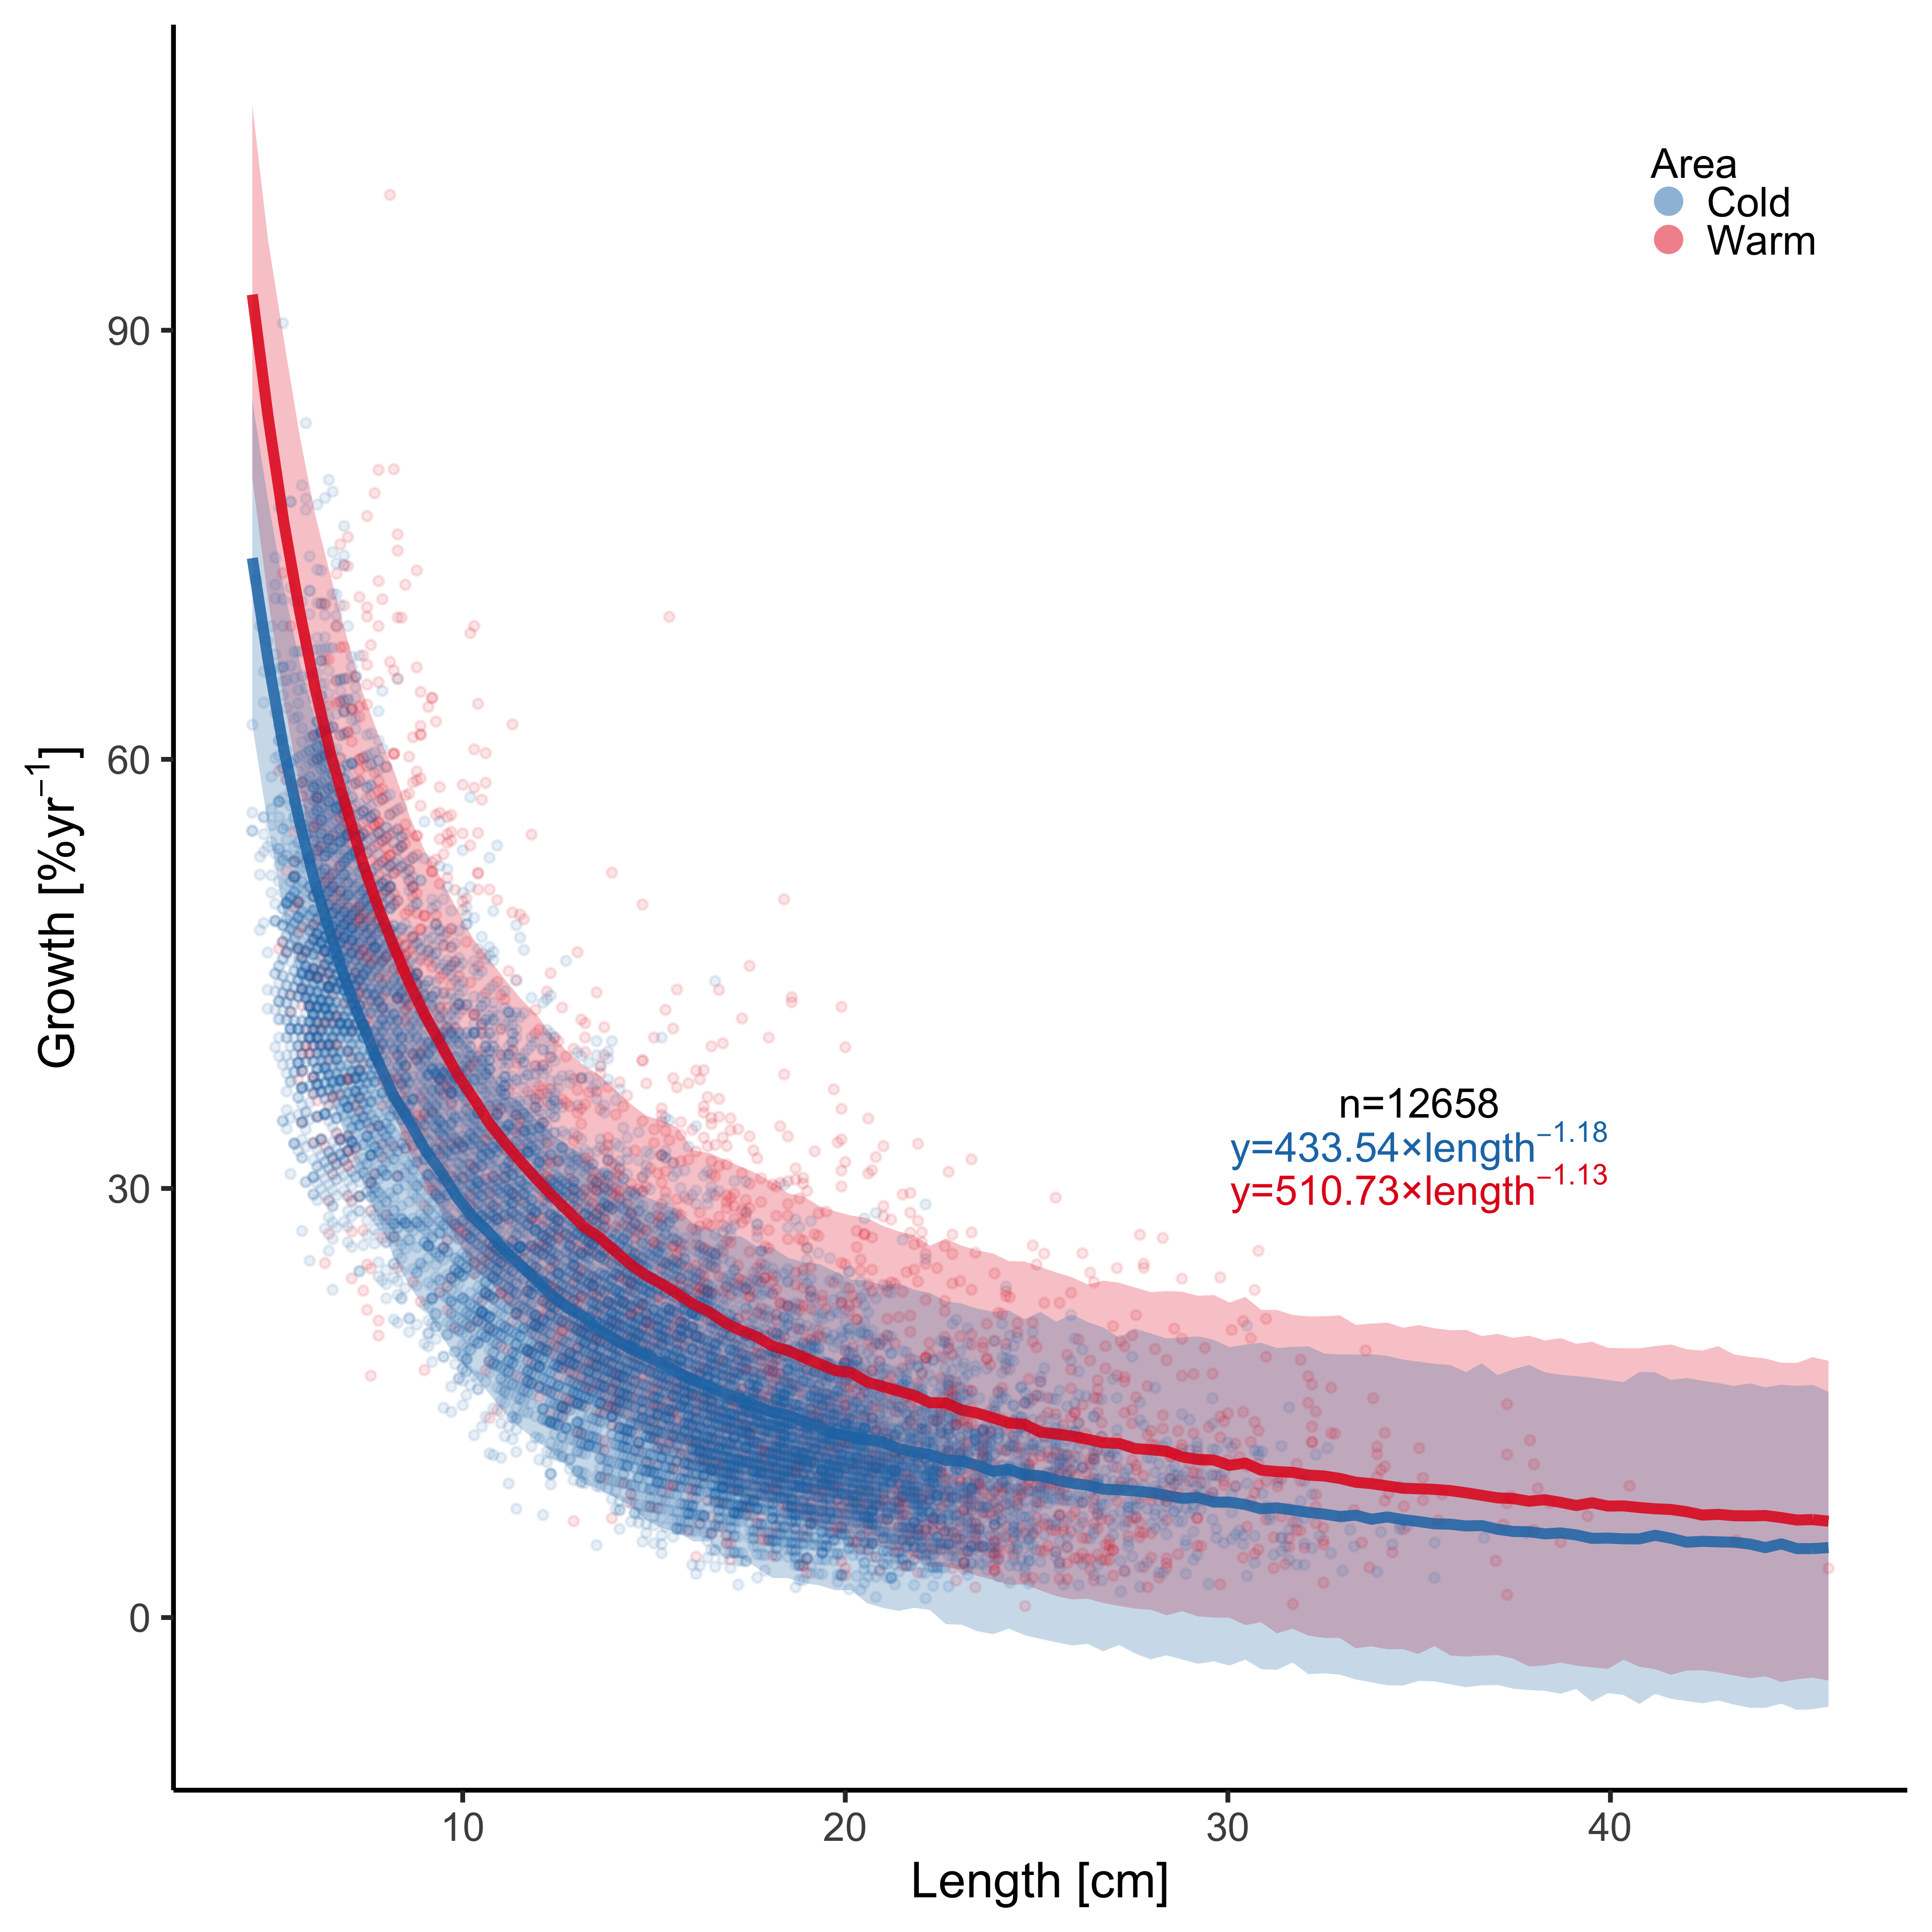 Area
Cold
Warm
90
60
30
0
Growth [%yr⁻¹]
n=12658
y=433.54×length⁻¹·¹⁸
y=510.73×length⁻¹·¹³
10 20 30 40
Length [cm]